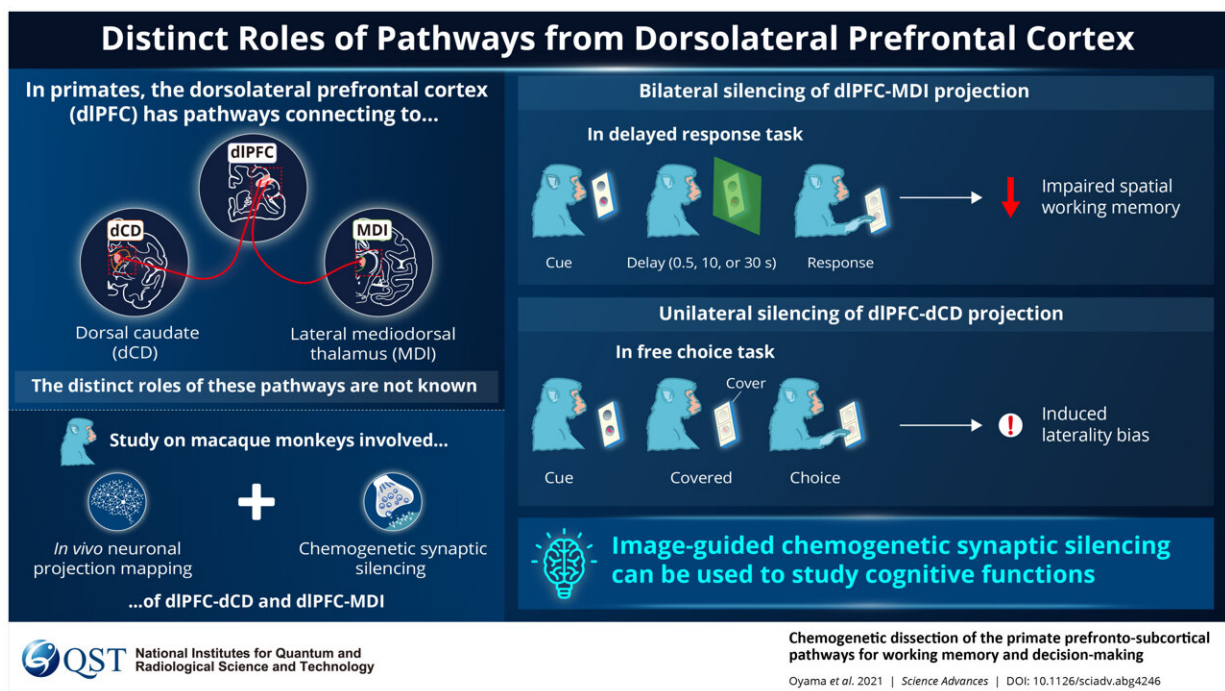 Distinct Roles of Pathways from Dorsolateral Prefrontal Cortex
In primates, the dorsolateral prefrontal cortex
(dlPFC) has pathways connecting to...
dlPFC
dCD
MDl
Dorsal caudate
(dCD)
Lateral mediodorsal
thalamus (MDl)
The distinct roles of these pathways are not known
Study on macaque monkeys involved...
In vivo neuronal
projection mapping
+
Chemogenetic synaptic
silencing
...of dlPFC-dCD and dlPFC-MDl
Bilateral silencing of dlPFC-MDl projection
In delayed response task
Cue
Delay (0.5, 10, or 30 s)
Response
Impaired spatial
working memory
Unilateral silencing of dlPFC-dCD projection
In free choice task
Cover
Cue
Covered
Choice
!
Induced
laterality bias
Image-guided chemogenetic synaptic silencing
can be used to study cognitive functions
QST
National Institutes for Quantum and
Radiological Science and Technology
Chemogenetic dissection of the primate prefronto-subcortical
pathways for working memory and decision-making
Oyama et al. 2021 | Science Advances | DOI: 10.1126/sciadv.abg4246